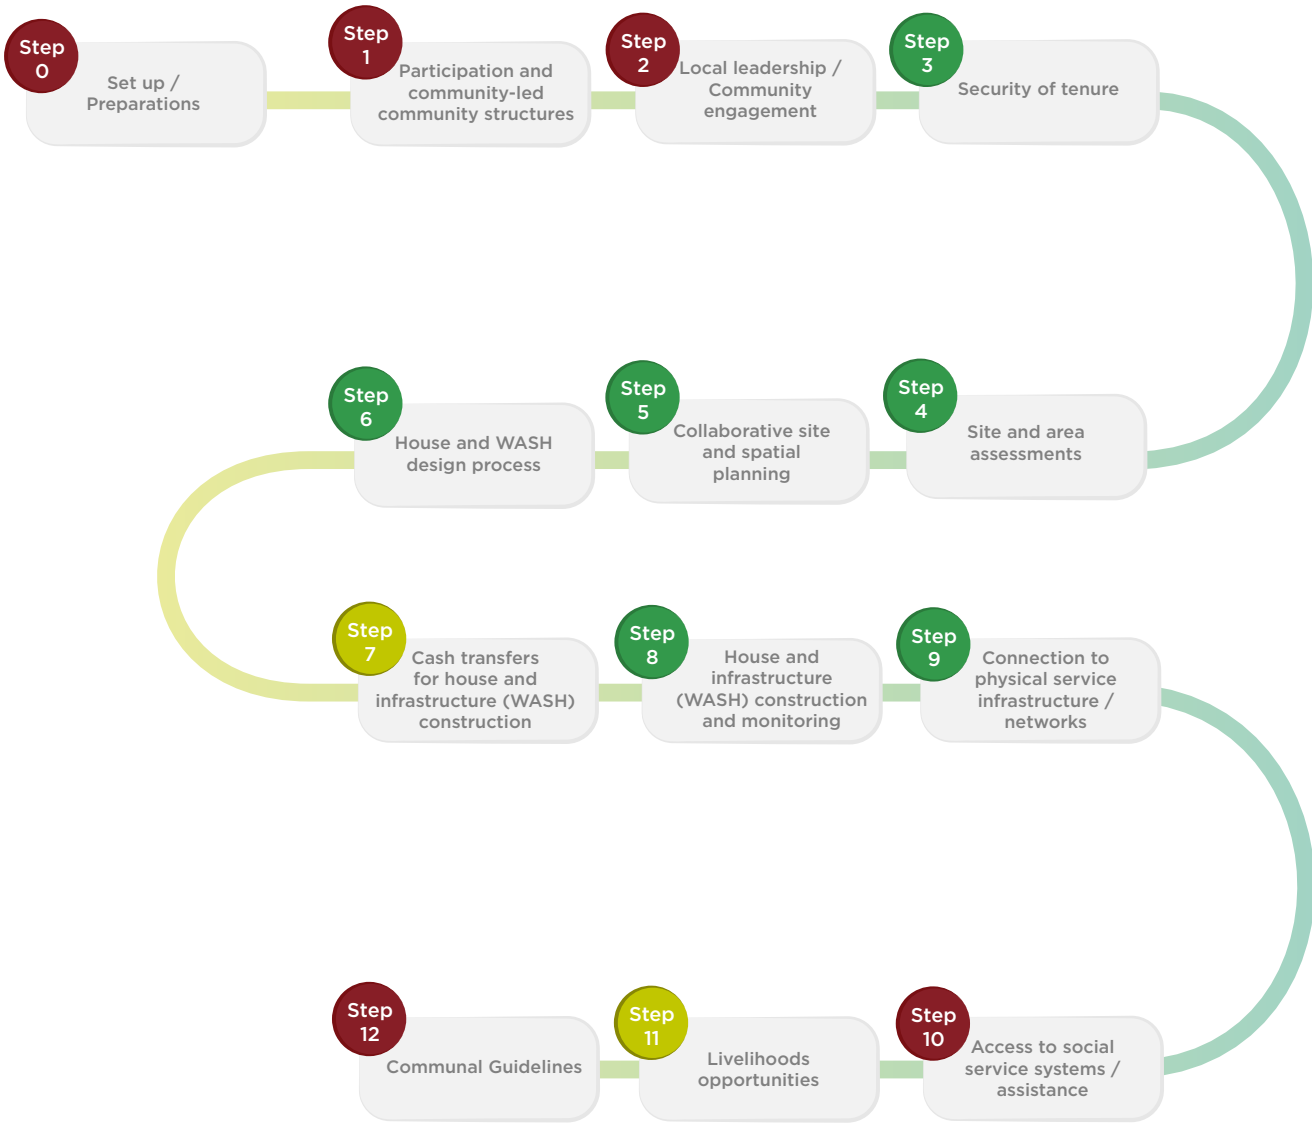 Step
0
Set up /
Preparations
Step
1
Participation and
community-led
community structures
Step
2
Local leadership /
Community
engagement
Step
3
Security of tenure
Step
4
Site and area
assessments
Step
5
Collaborative site
and spatial
planning
Step
6
House and WASH
design process
Step
7
Cash transfers
for house and
infrastructure (WASH)
construction
Step
8
House and
infrastructure
(WASH) construction
and monitoring
Step
9
Connection to
physical service
infrastructure /
networks
Step
10
Access to social
service systems /
assistance
Step
11
Livelihoods
opportunities
Step
12
Communal Guidelines